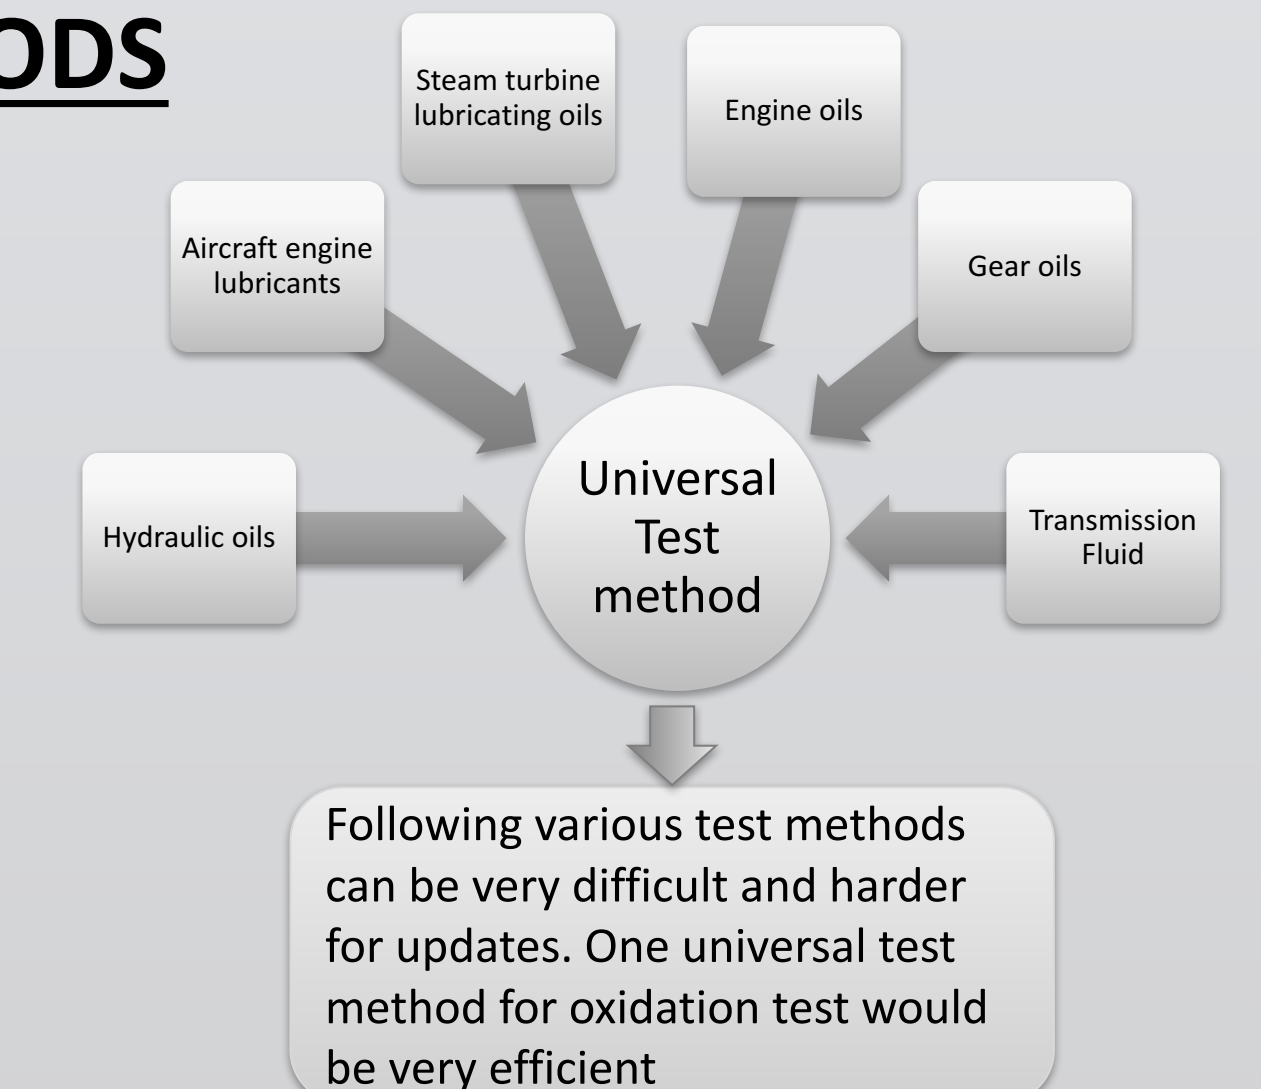 ODS
Steam turbine
lubricating oils
Engine oils
Aircraft engine
lubricants
Gear oils
Hydraulic oils
Universal
Test
method
Transmission
Fluid
Following various test methods
can be very difficult and harder
for updates. One universal test
method for oxidation test would
be very efficient